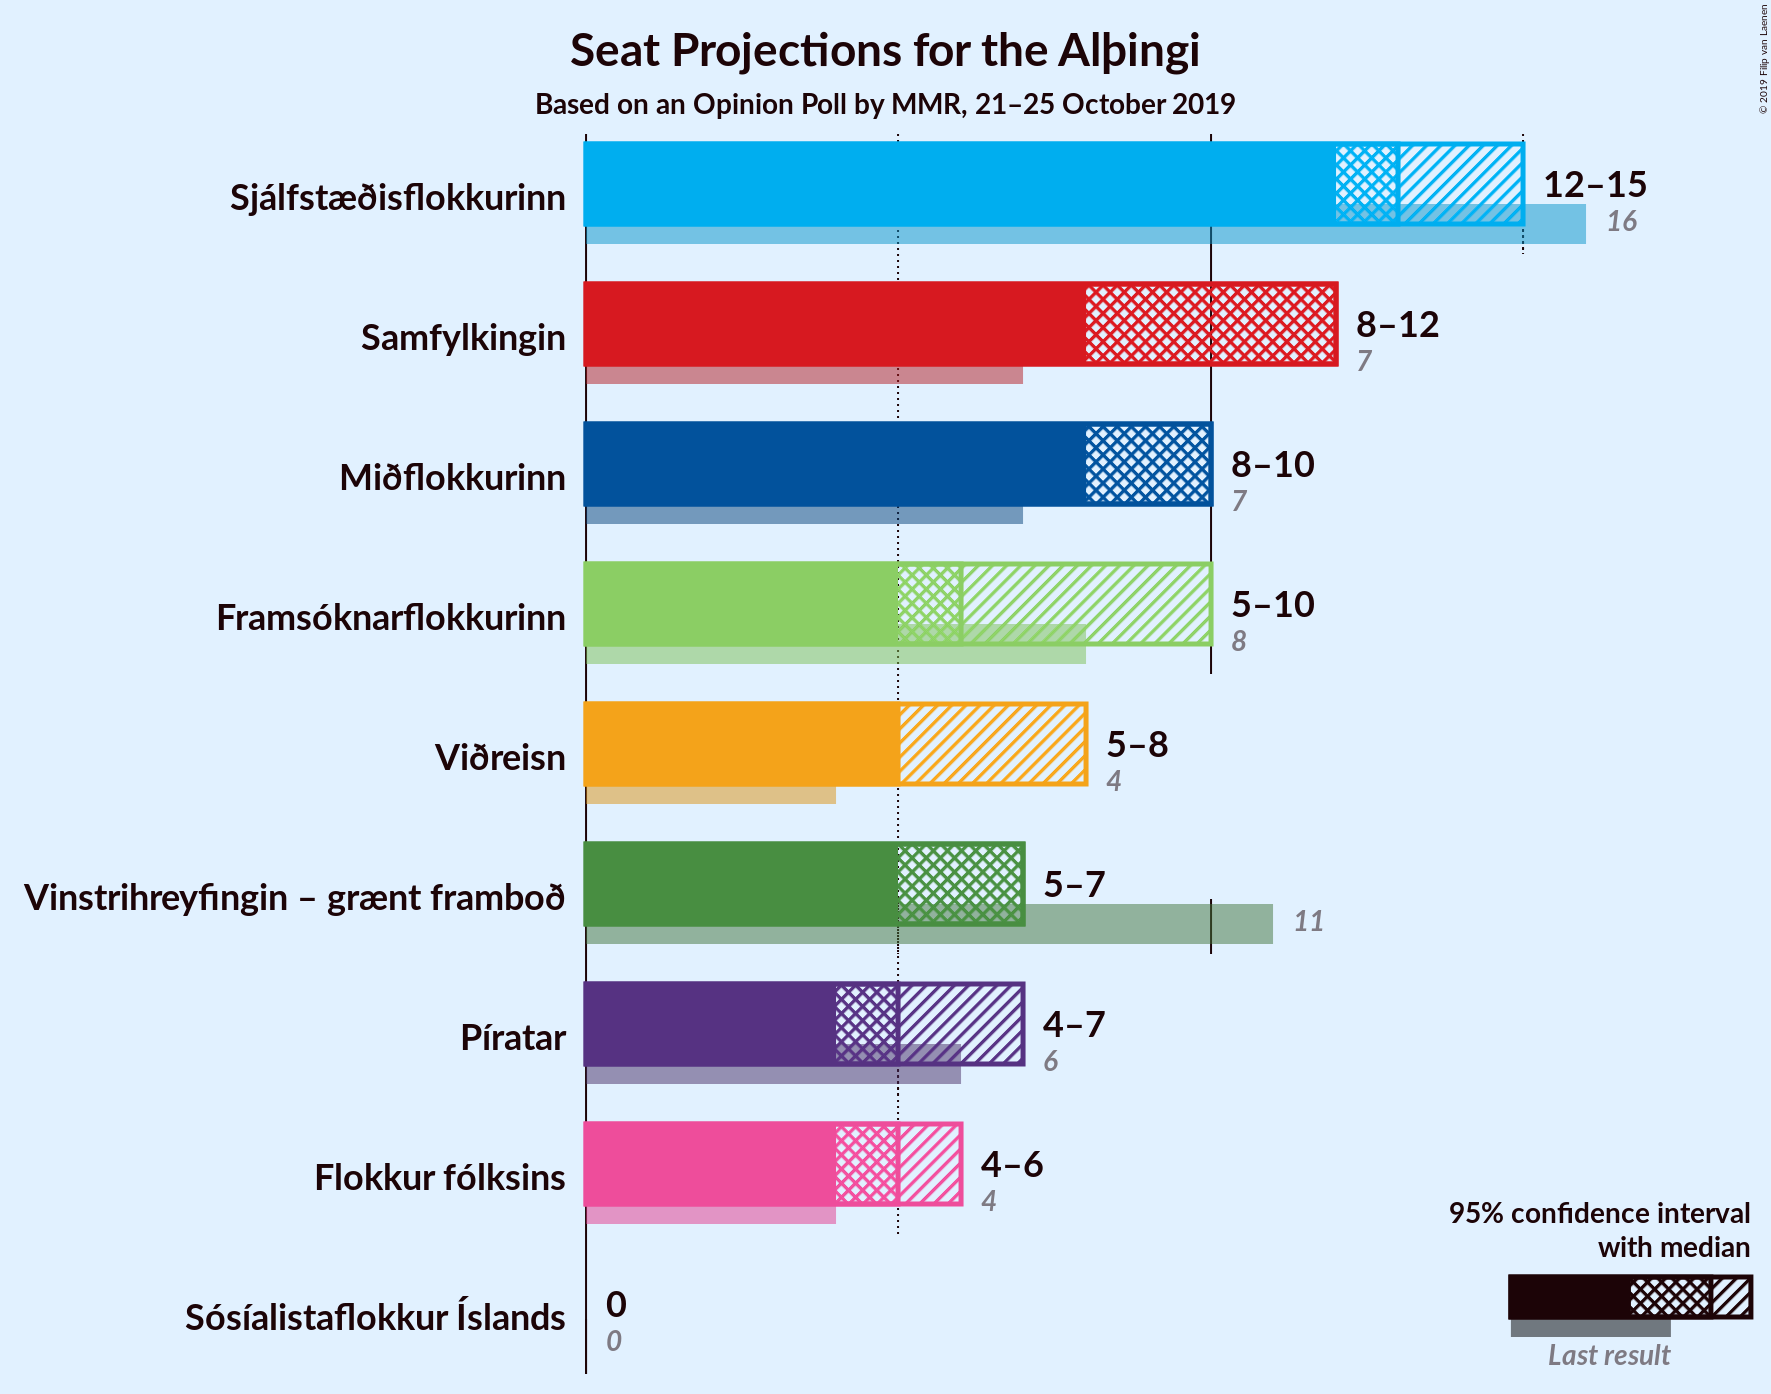 Seat Projections for the Alþingi
Based on an Opinion Poll by MMR, 21–25 October 2019
© 2019 Filip van Laenen
Sjálfstæðisflokkurinn
12–15
16
Samfylkingin
8–12
7
Miðflokkurinn
8–10
7
Framsóknarflokkurinn
5–10
8
Viðreisn
5–8
4
Vinstrihreyfingin – grænt framboð
5–7
11
Píratar
4–7
6
Flokkur fólksins
4–6
4
Sósíalistaflokkur Íslands
0
0
95% confidence interval
with median
Last result